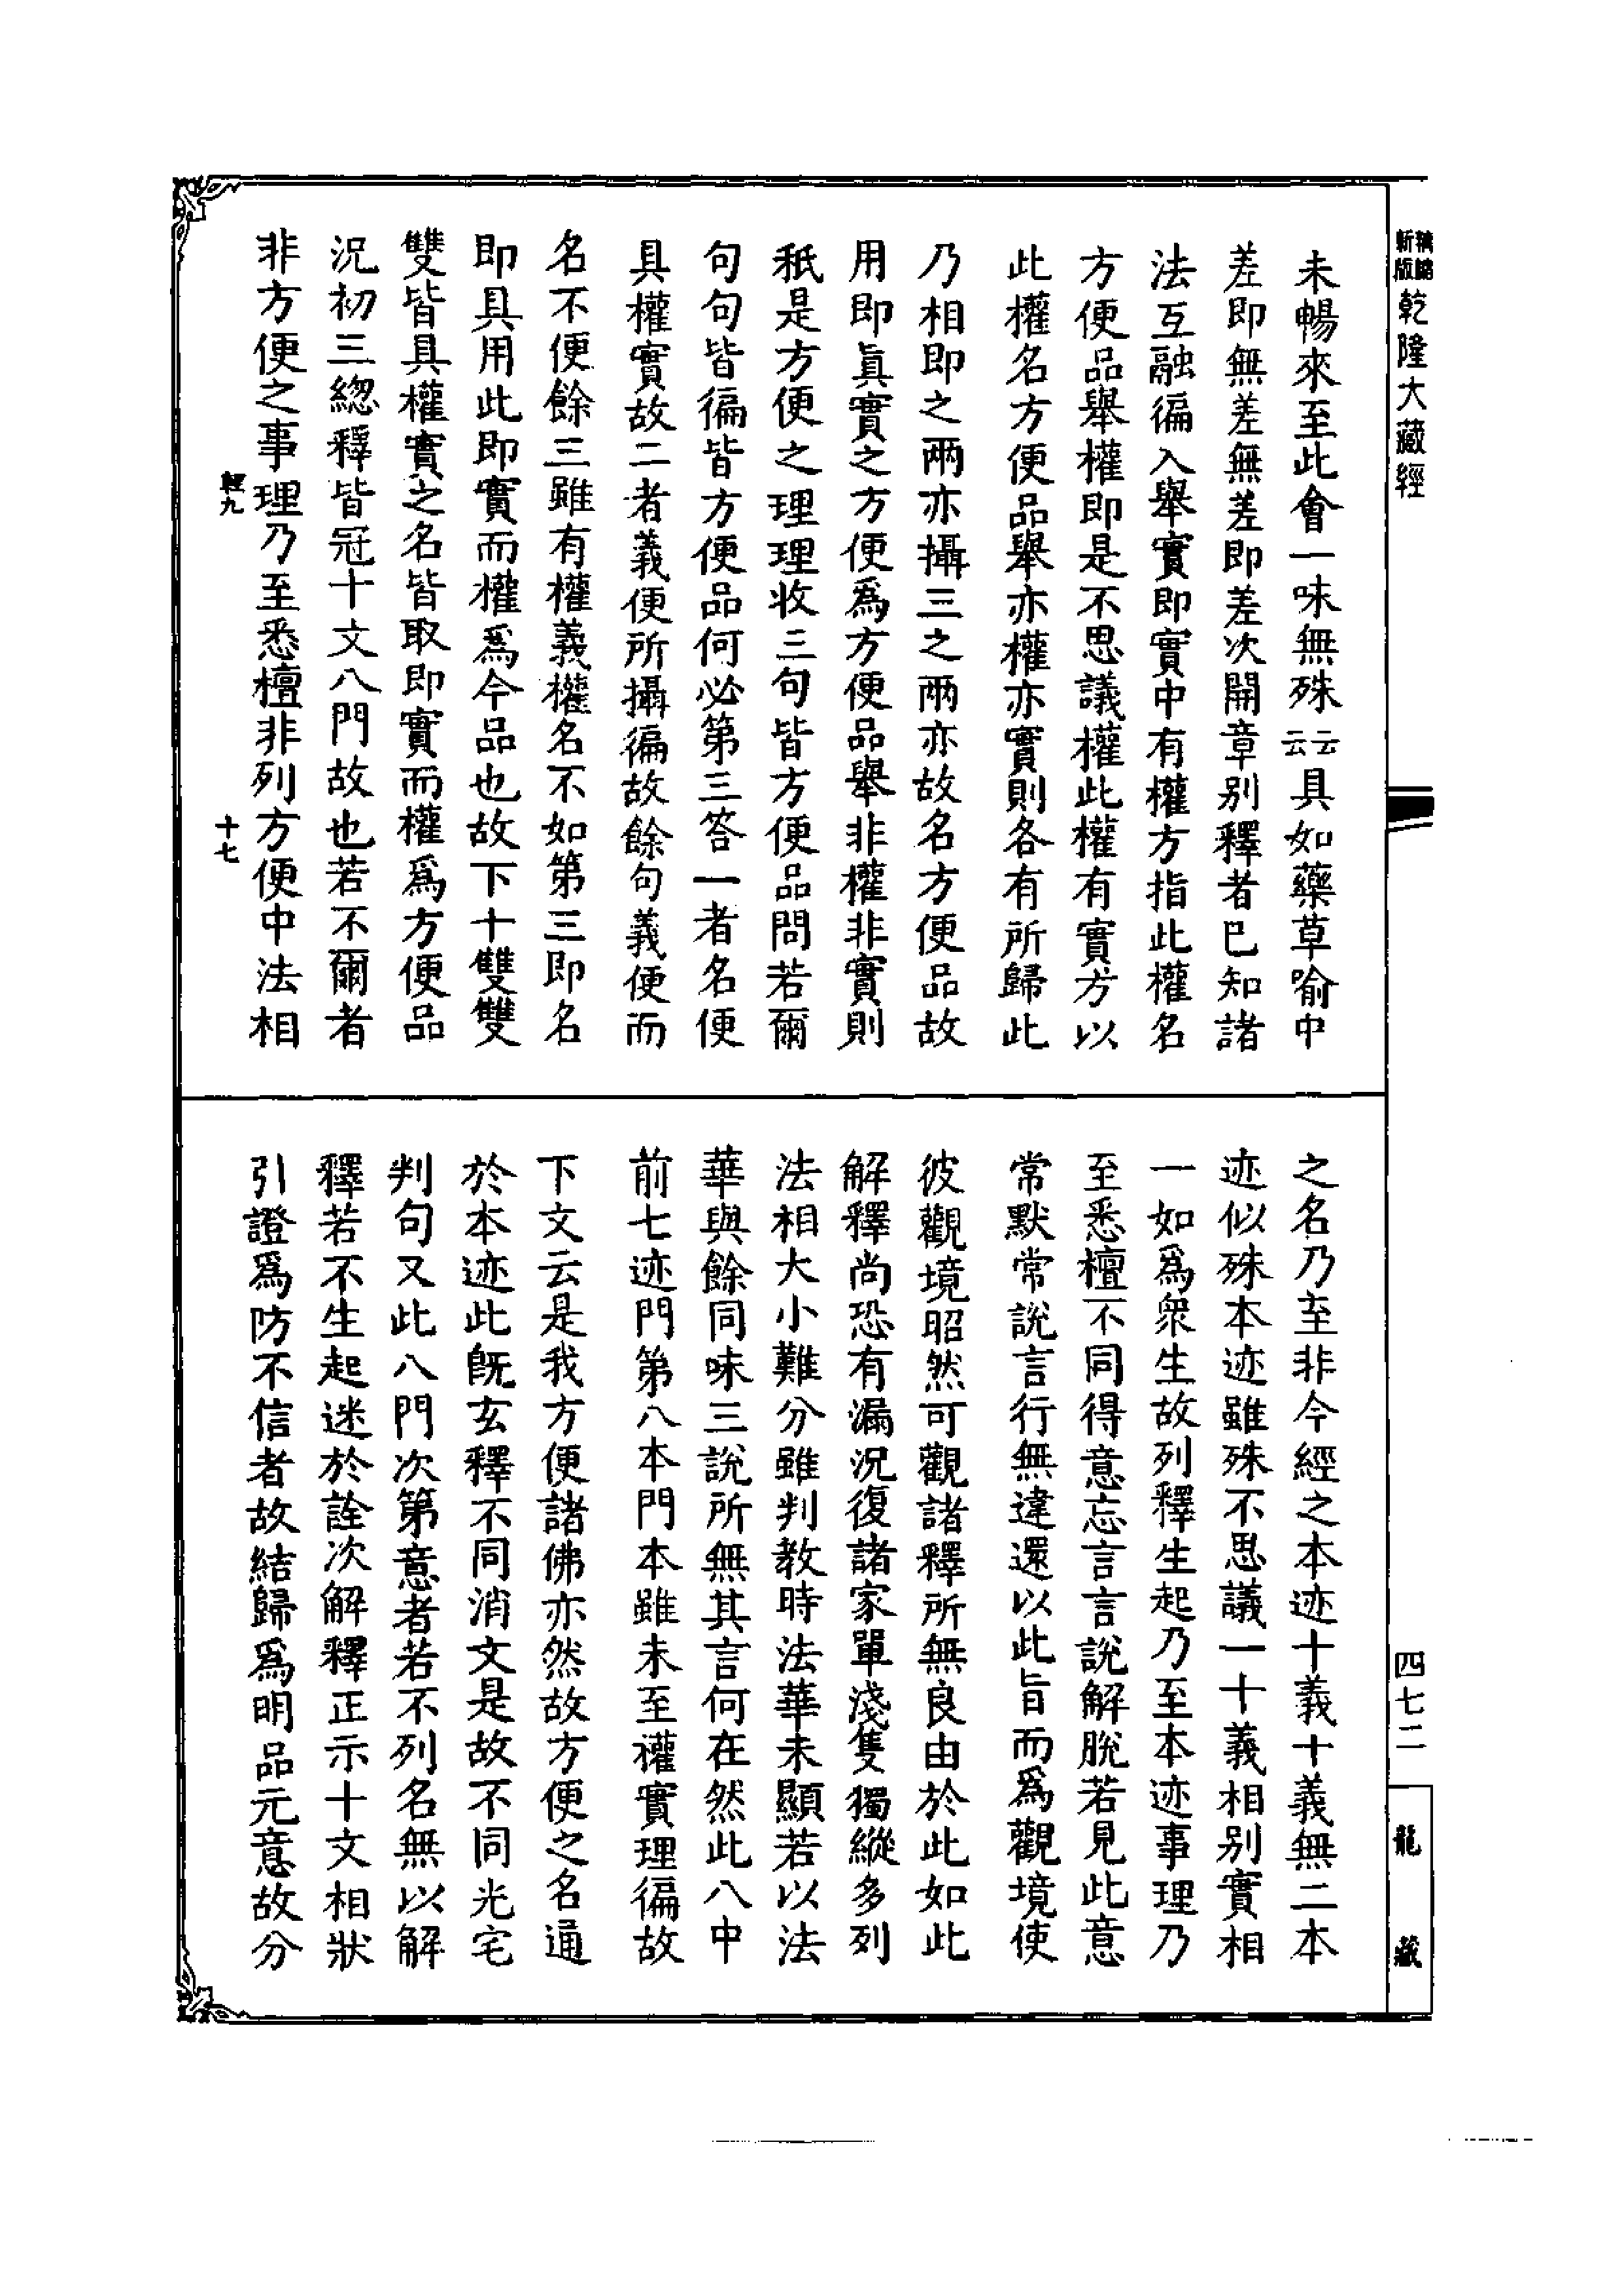 乾隆大藏經
未暢來至此會一味無殊云云具如藥草喻中
差即無差無差即差次開章别釋者已知諸
法互融徧入舉實即實中有權方指此權名
方便品舉權即是不思議權此權有實方以
此權名方便品舉亦權亦實則各有所歸此
乃相即之兩亦攝三之兩亦故名方便品故
用即眞實之方便爲方便品舉非權非實則
秖是方便之理理收三句皆方便品問若爾
句句皆徧皆方便品何必第三答一者名便
具權實故二者義便所攝徧故餘句義便而
名不便餘三雖有權義權名不如第三即名
即具用此即實而權爲今品也故下十雙雙
雙皆具權實之名皆取即實而權爲方便品
況初三緫釋皆冠十文八門故也若不爾者
非方便之事理乃至悉檀非列方便中法相
輕九
十七
之名乃至非今經之本迹十義十義無二本
迹似殊本迹雖殊不思議一十義相别實相
一如爲衆生故列釋生起乃至本迹事理乃
至悉檀不同得意忘言言說解脫若見此意
常默常說言行無違還以此旨而爲觀境使
彼觀境昭然可觀諸釋所無良由於此如此
解釋尚恐有漏況復諸家單淺隻獨縱多列
法相大小難分雖判教時法華未顯若以法
華與餘同味三說所無其言何在然此八中
前七迹門第八本門本雖未至權實理徧故
下文云是我方便諸佛亦然故方便之名通
於本迹此既玄釋不同消文是故不同光宅
判句又此八門次第意者若不列名無以解
釋若不生起迷於詮次解釋正示十文相狀
引證爲防不信者故結歸爲明品元意故分
四七二
龍藏